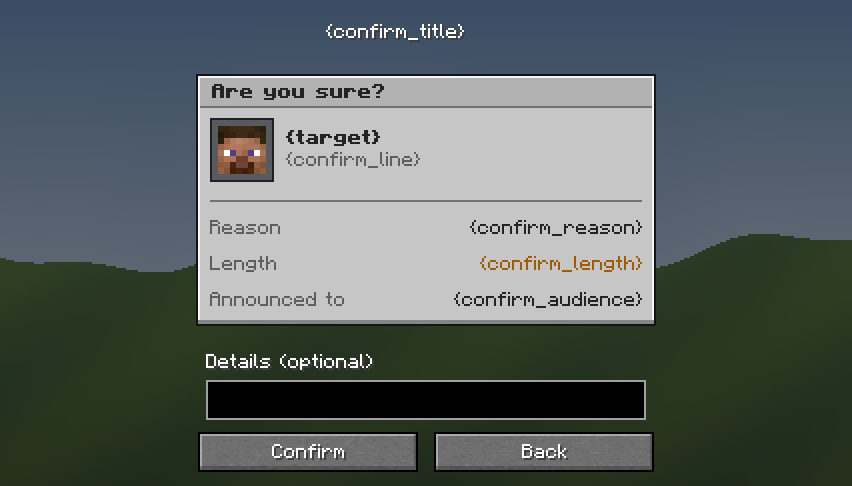 {confirm_title}
Are you sure?
{target}
{confirm_line}
Reason {confirm_reason}
Length {confirm_length}
Announced to {confirm_audience}
Details (optional)
Confirm Back